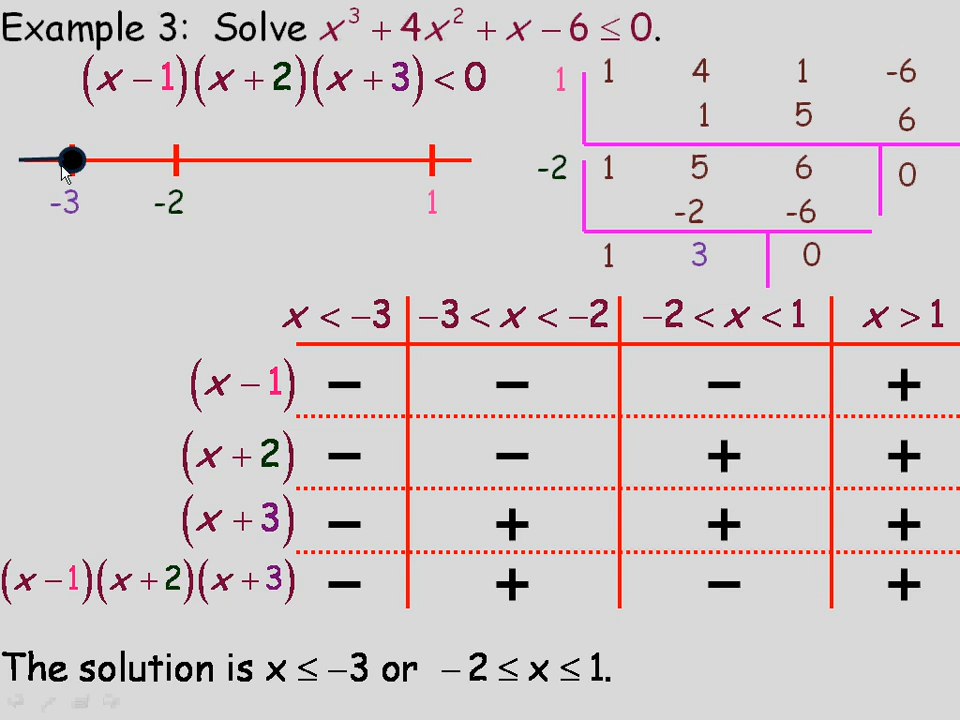 Example 3: Solve x³ + 4x² + x − 6 ≤ 0.
(x − 1)(x + 2)(x + 3) < 0
1 1 4 1 -6
1 5 6
-2 1 5 6 0
-2 -6
1 3 0
-3 -2 1
x < −3 −3 < x < −2 −2 < x < 1 x > 1
(x − 1) − − − +
(x + 2) − − + +
(x + 3) − + + +
(x − 1)(x + 2)(x + 3) − + − +
The solution is x ≤ −3 or −2 ≤ x ≤ 1.